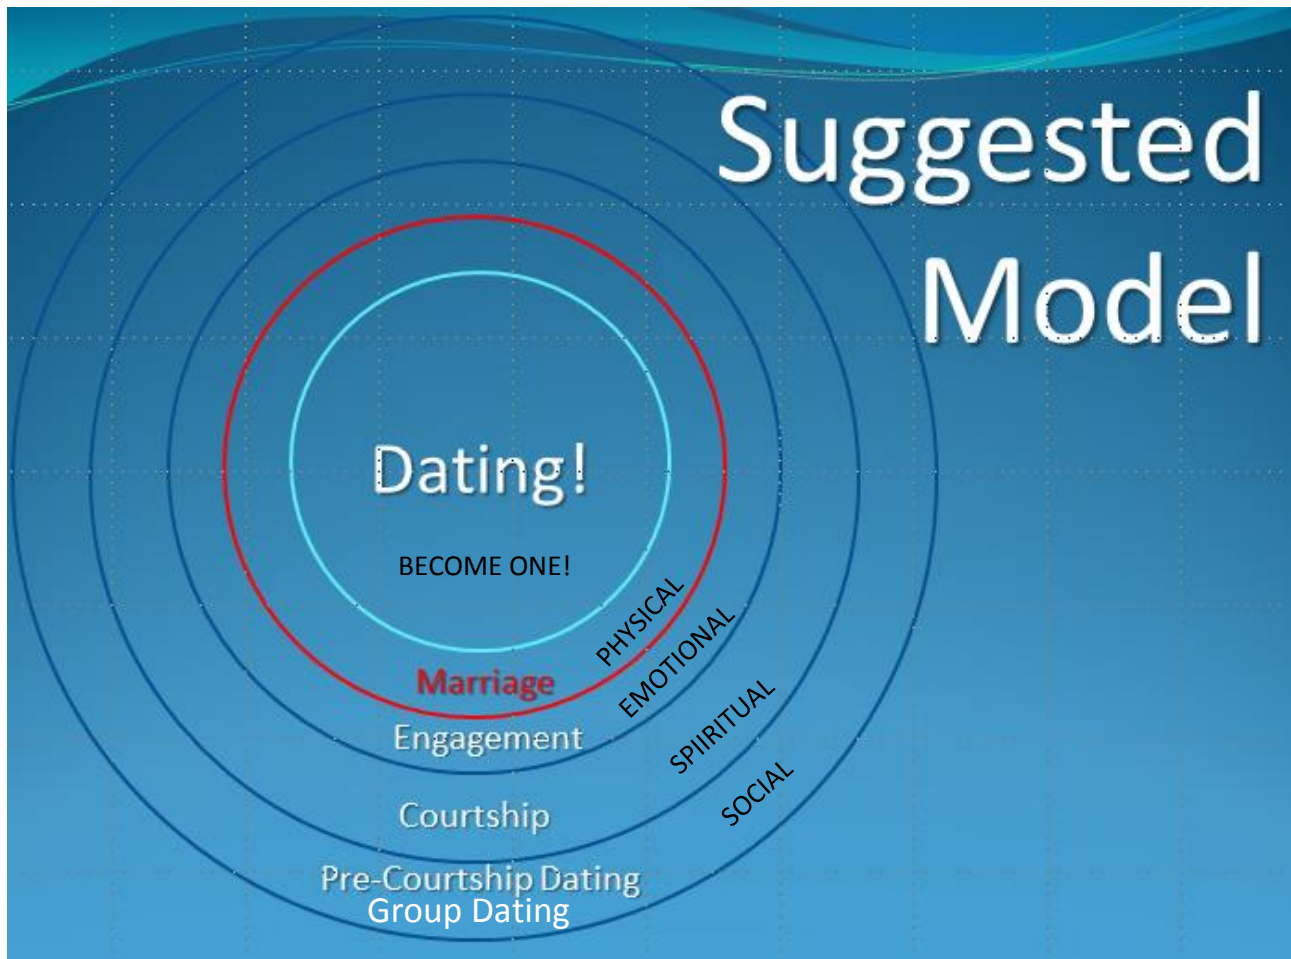 Suggested
Model
Dating!
BECOME ONE!
PHYSICAL
EMOTIONAL
SPIIRITUAL
SOCIAL
Marriage
Engagement
Courtship
Pre-Courtship Dating
Group Dating